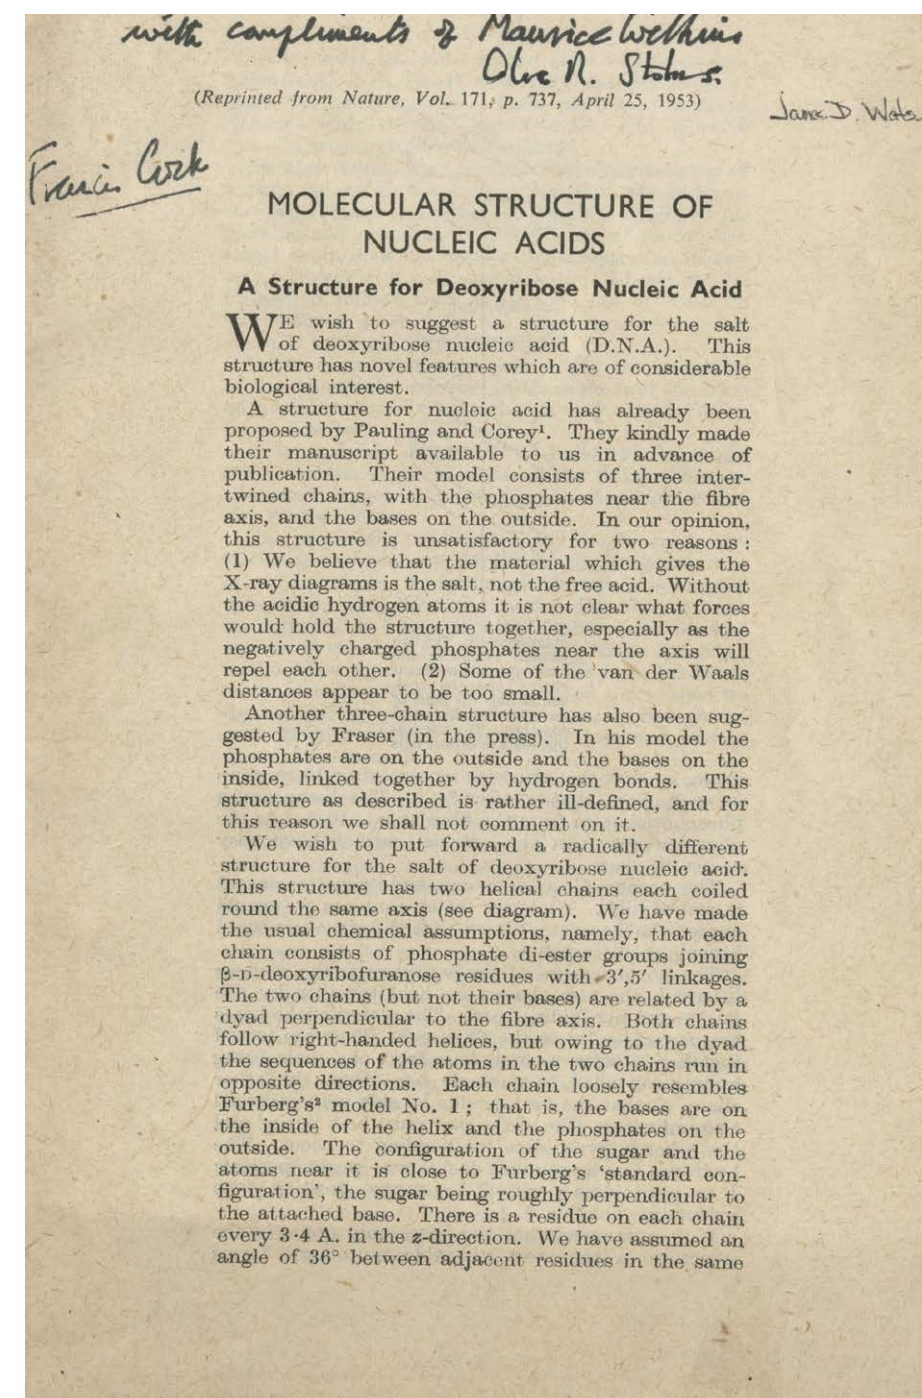 with compliments of Maurice Wilkins
(Reprinted from Nature, Vol. 171, p. 737, April 25, 1953)
James D. Wats
Francis Crick
MOLECULAR STRUCTURE OF
NUCLEIC ACIDS
A Structure for Deoxyribose Nucleic Acid
WE wish to suggest a structure for the salt
of deoxyribose nucleic acid (D.N.A.). This
structure has novel features which are of considerable
biological interest.
A structure for nucleic acid has already been
proposed by Pauling and Corey¹. They kindly made
their manuscript available to us in advance of
publication. Their model consists of three inter-
twined chains, with the phosphates near the fibre
axis, and the bases on the outside. In our opinion,
this structure is unsatisfactory for two reasons :
(1) We believe that the material which gives the
X-ray diagrams is the salt, not the free acid. Without
the acidic hydrogen atoms it is not clear what forces
would hold the structure together, especially as the
negatively charged phosphates near the axis will
repel each other. (2) Some of the van der Waals
distances appear to be too small.
Another three-chain structure has also been sug-
gested by Fraser (in the press). In his model the
phosphates are on the outside and the bases on the
inside, linked together by hydrogen bonds. This
structure as described is rather ill-defined, and for
this reason we shall not comment on it.
We wish to put forward a radically different
structure for the salt of deoxyribose nucleic acid.
This structure has two helical chains each coiled
round the same axis (see diagram). We have made
the usual chemical assumptions, namely, that each
chain consists of phosphate di-ester groups joining
β-D-deoxyribofuranose residues with 3′,5′ linkages.
The two chains (but not their bases) are related by a
dyad perpendicular to the fibre axis. Both chains
follow right-handed helices, but owing to the dyad
the sequences of the atoms in the two chains run in
opposite directions. Each chain loosely resembles
Furberg's² model No. 1 ; that is, the bases are on
the inside of the helix and the phosphates on the
outside. The configuration of the sugar and the
atoms near it is close to Furberg's ‘standard con-
figuration’, the sugar being roughly perpendicular to
the attached base. There is a residue on each chain
every 3·4 A. in the z-direction. We have assumed an
angle of 36° between adjacent residues in the same